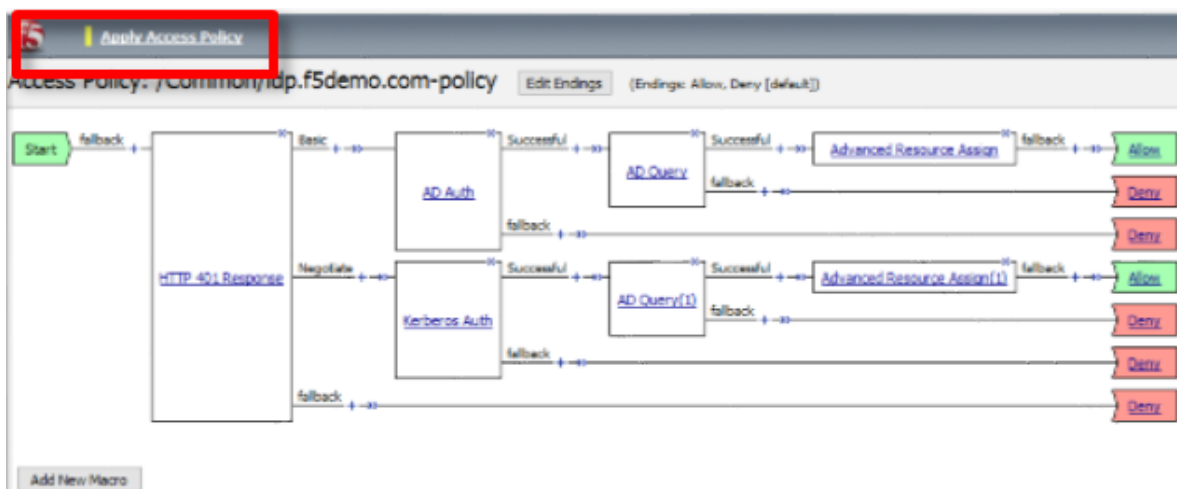 f5 Apply Access Policy
Access Policy: /Common/idp.f5demo.com-policy Edit Endings (Endings: Allow, Deny [default])
Start fallback + Basic + Successful + Successful + Advanced Resource Assign fallback + Allow
AD Auth AD Query fallback + Deny
fallback + Deny
HTTP 401 Response Negotiate + Successful + Successful + Advanced Resource Assign(1) fallback + Allow
Kerberos Auth AD Query(1) fallback + Deny
fallback + Deny
fallback + Deny
Add New Macro